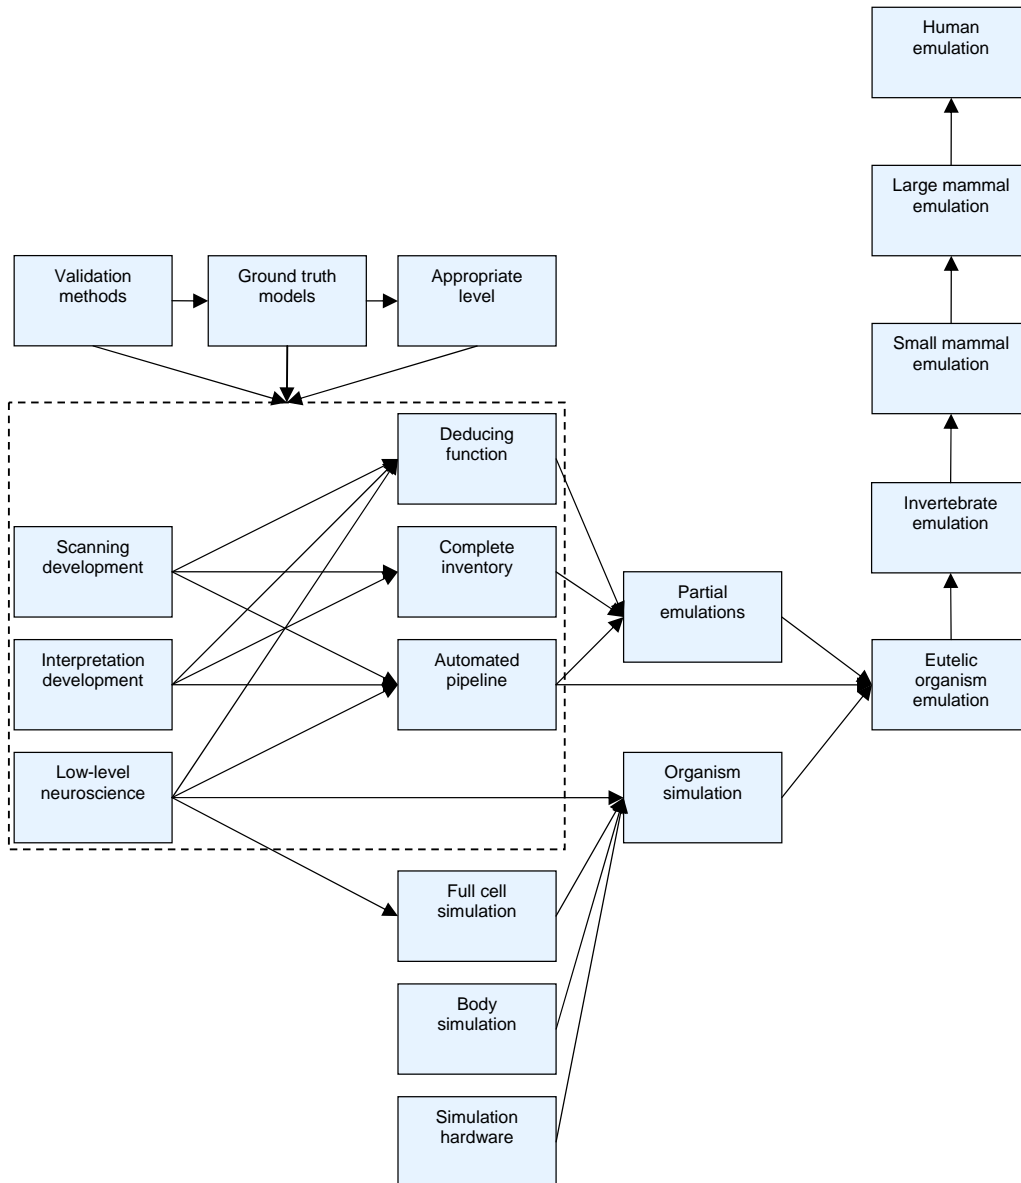 Human
emulation
Large mammal
emulation
Validation
methods
Ground truth
models
Appropriate
level
Small mammal
emulation
Deducing
function
Invertebrate
emulation
Scanning
development
Complete
inventory
Partial
emulations
Interpretation
development
Automated
pipeline
Eutelic
organism
emulation
Low-level
neuroscience
Organism
simulation
Full cell
simulation
Body
simulation
Simulation
hardware